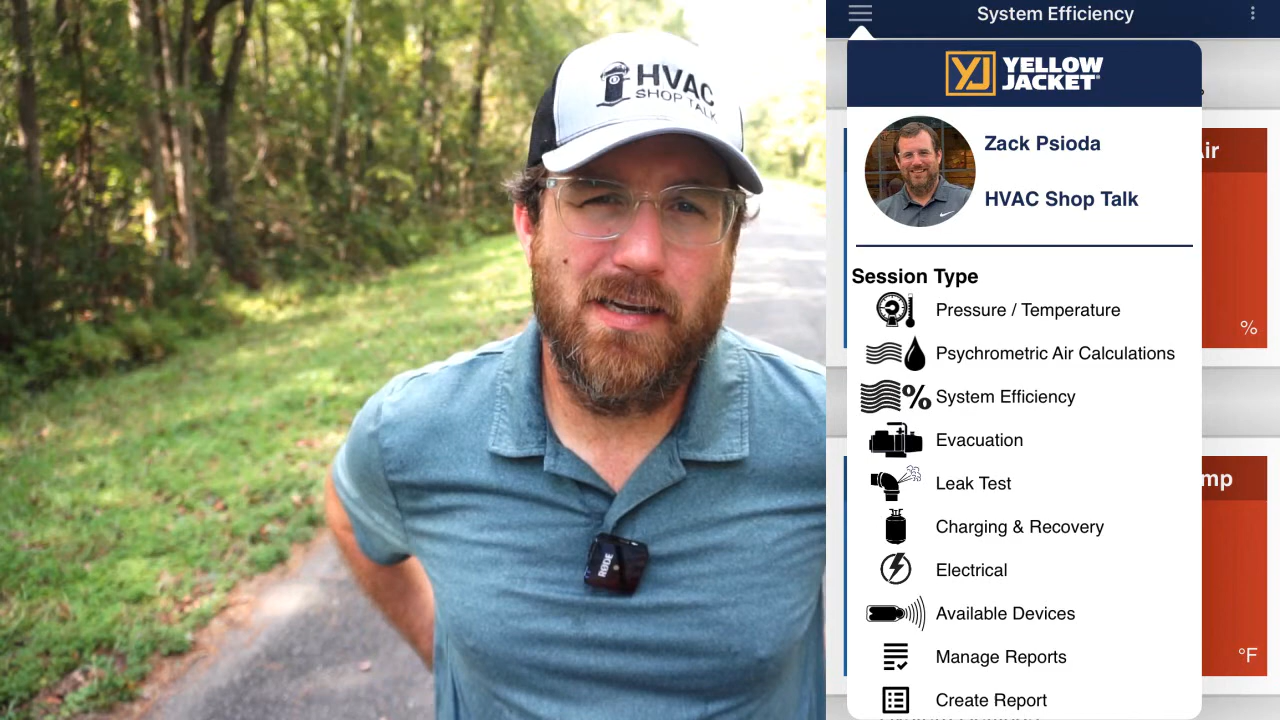 HVAC
SHOP TALK
RØDE
System Efficiency
YJ YELLOW
JACKET®
Zack Psioda
HVAC Shop Talk
Session Type
Pressure / Temperature
Psychrometric Air Calculations
% System Efficiency
Evacuation
Leak Test
Charging & Recovery
Electrical
Available Devices
Manage Reports
Create Report
%
°F